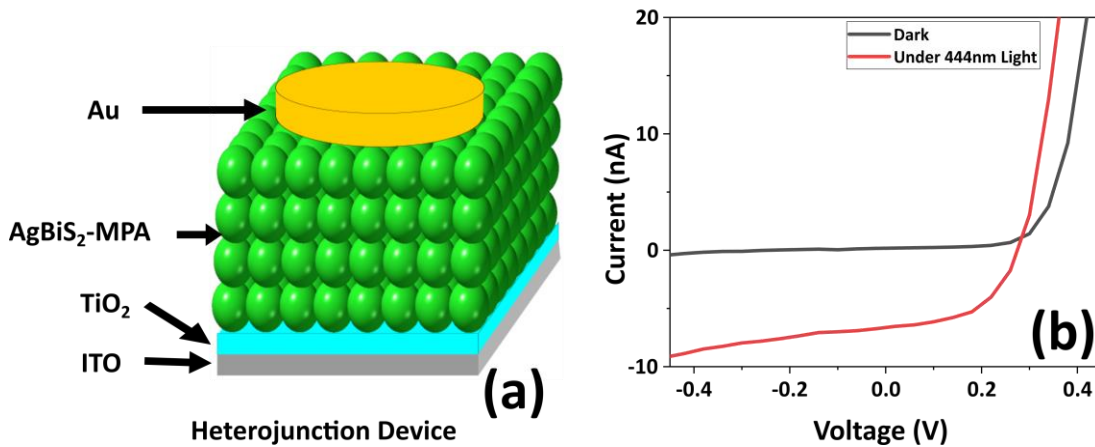 Au
AgBiS₂-MPA
TiO₂
ITO
(a)
Heterojunction Device
20
10
0
-10
Current (nA)
Dark
Under 444nm Light
(b)
-0.4
-0.2
0.0
0.2
0.4
Voltage (V)